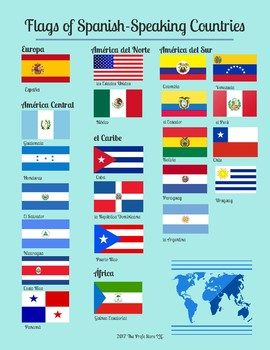 Flags of Spanish-Speaking Countries
Europa
España
América Central
Guatemala
Honduras
El Salvador
Nicaragua
Costa Rica
Panamá
América del Norte
los Estados Unidos
México
el Caribe
Cuba
la República Dominicana
Puerto Rico
África
Guinea Ecuatorial
América del Sur
Colombia
Venezuela
el Ecuador
el Perú
Bolivia
Chile
Paraguay
Uruguay
la Argentina
2017 The Profe Store